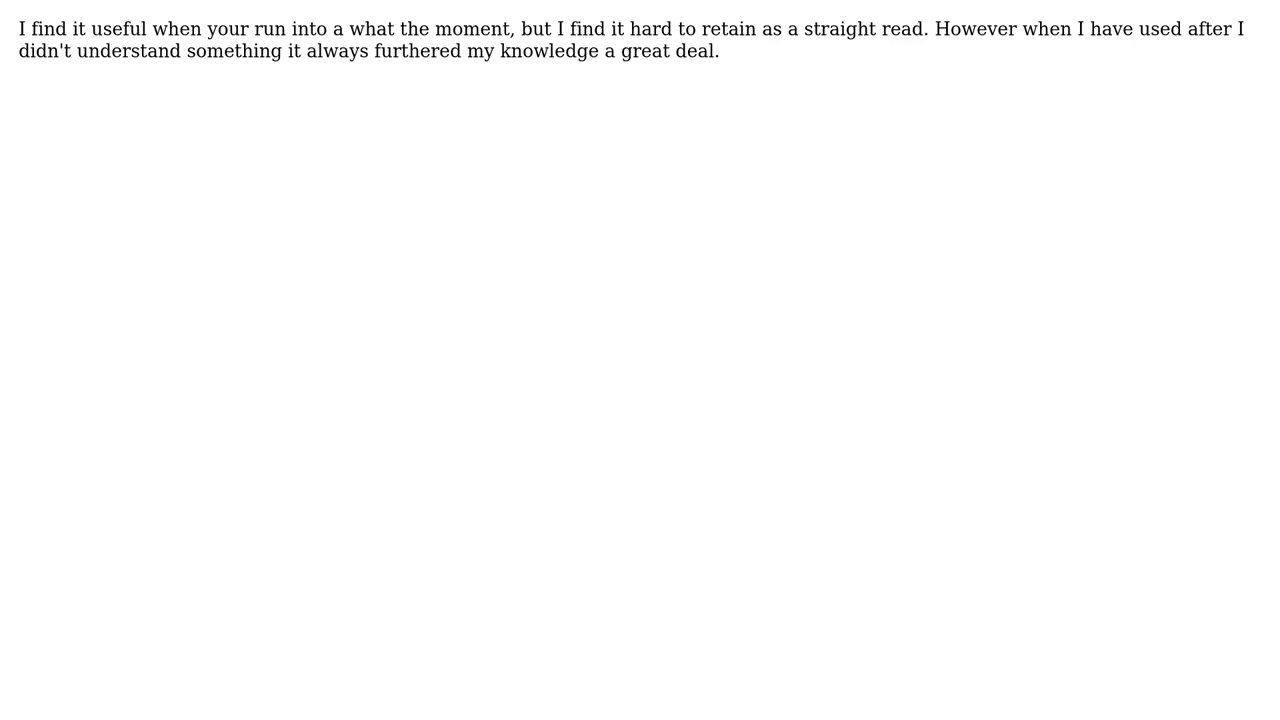 I find it useful when your run into a what the moment, but I find it hard to retain as a straight read. However when I have used after I
didn't understand something it always furthered my knowledge a great deal.